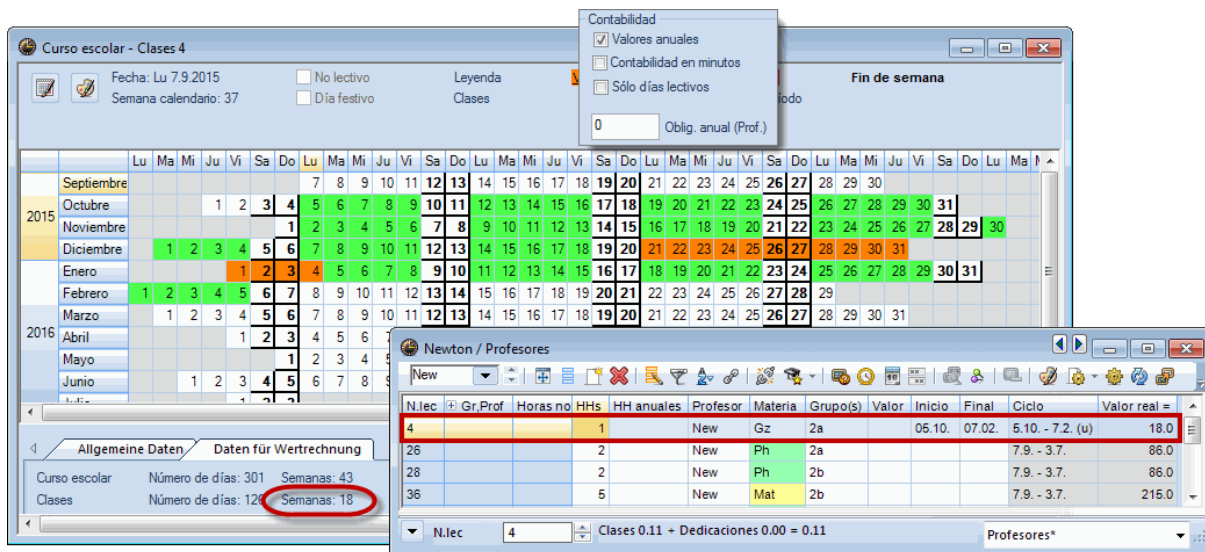 Contabilidad
Valores anuales
Contabilidad en minutos
Sólo días lectivos
0 Oblig. anual (Prof.)
Curso escolar - Clases 4
Fecha: Lu 7.9.2015 No lectivo Leyenda Fin de semana
Semana calendario: 37 Día festivo Clases
Lu Ma Mi Ju Vi Sa Do Lu Ma Mi Ju Vi Sa Do Lu Ma Mi Ju Vi Sa Do Lu Ma Mi Ju Vi Sa Do Lu Ma Mi Ju Vi Sa Do Lu Ma
2015
Septiembre 7 8 9 10 11 12 13 14 15 16 17 18 19 20 21 22 23 24 25 26 27 28 29 30
Octubre 1 2 3 4 5 6 7 8 9 10 11 12 13 14 15 16 17 18 19 20 21 22 23 24 25 26 27 28 29 30 31
Noviembre 1 2 3 4 5 6 7 8 9 10 11 12 13 14 15 16 17 18 19 20 21 22 23 24 25 26 27 28 29 30
Diciembre 1 2 3 4 5 6 7 8 9 10 11 12 13 14 15 16 17 18 19 20 21 22 23 24 25 26 27 28 29 30 31
2016
Enero 1 2 3 4 5 6 7 8 9 10 11 12 13 14 15 16 17 18 19 20 21 22 23 24 25 26 27 28 29 30 31
Febrero 1 2 3 4 5 6 7 8 9 10 11 12 13 14 15 16 17 18 19 20 21 22 23 24 25 26 27 28 29
Marzo 1 2 3 4 5 6 7 8 9 10 11 12 13 14 15 16 17 18 19 20 21 22 23 24 25 26 27 28 29 30 31
Abril 1 2 3 4 5 6
Mayo 1 2 3 4
Junio 1 2 3 4 5 6 7 8
Allgemeine Daten Daten für Wertrechnung
Curso escolar Número de días: 301 Semanas: 43
Clases Número de días: Semanas: 18
Newton / Profesores
New
N.lec Gr,Prof Horas no HHs HH anuales Profesor Materia Grupo(s) Valor Inicio Final Ciclo Valor real =
4 1 New Gz 2a 05.10. 07.02. 5.10. - 7.2. (u) 18.0
26 2 New Ph 2a 7.9. - 3.7. 86.0
28 2 New Ph 2b 7.9. - 3.7. 86.0
36 5 New Mat 2b 7.9. - 3.7. 215.0
N.lec 4 Clases 0.11 + Dedicaciones 0.00 = 0.11 Profesores*